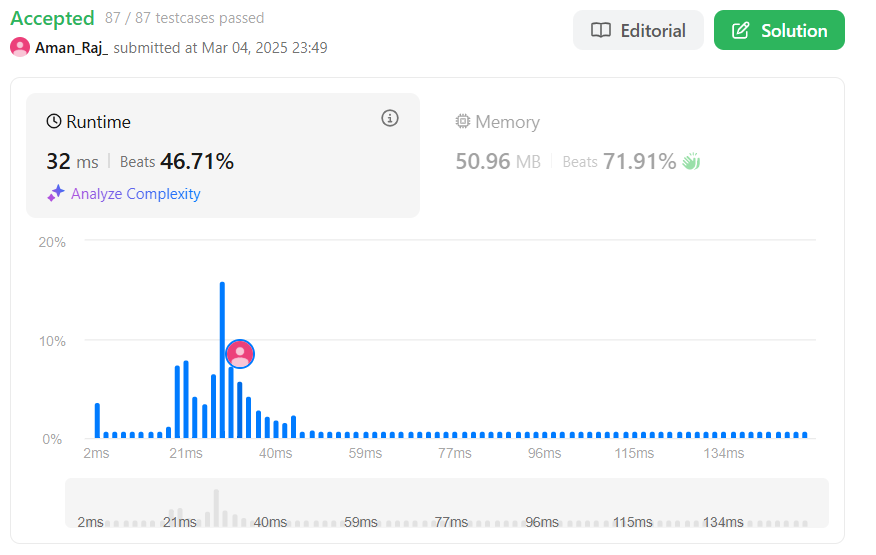 Accepted 87 / 87 testcases passed
Aman_Raj_ submitted at Mar 04, 2025 23:49
Editorial
Solution
Runtime
32 ms Beats 46.71%
Analyze Complexity
Memory
50.96 MB Beats 71.91%
20%
10%
0%
2ms 21ms 40ms 59ms 77ms 96ms 115ms 134ms
2ms 21ms 40ms 59ms 77ms 96ms 115ms 134ms